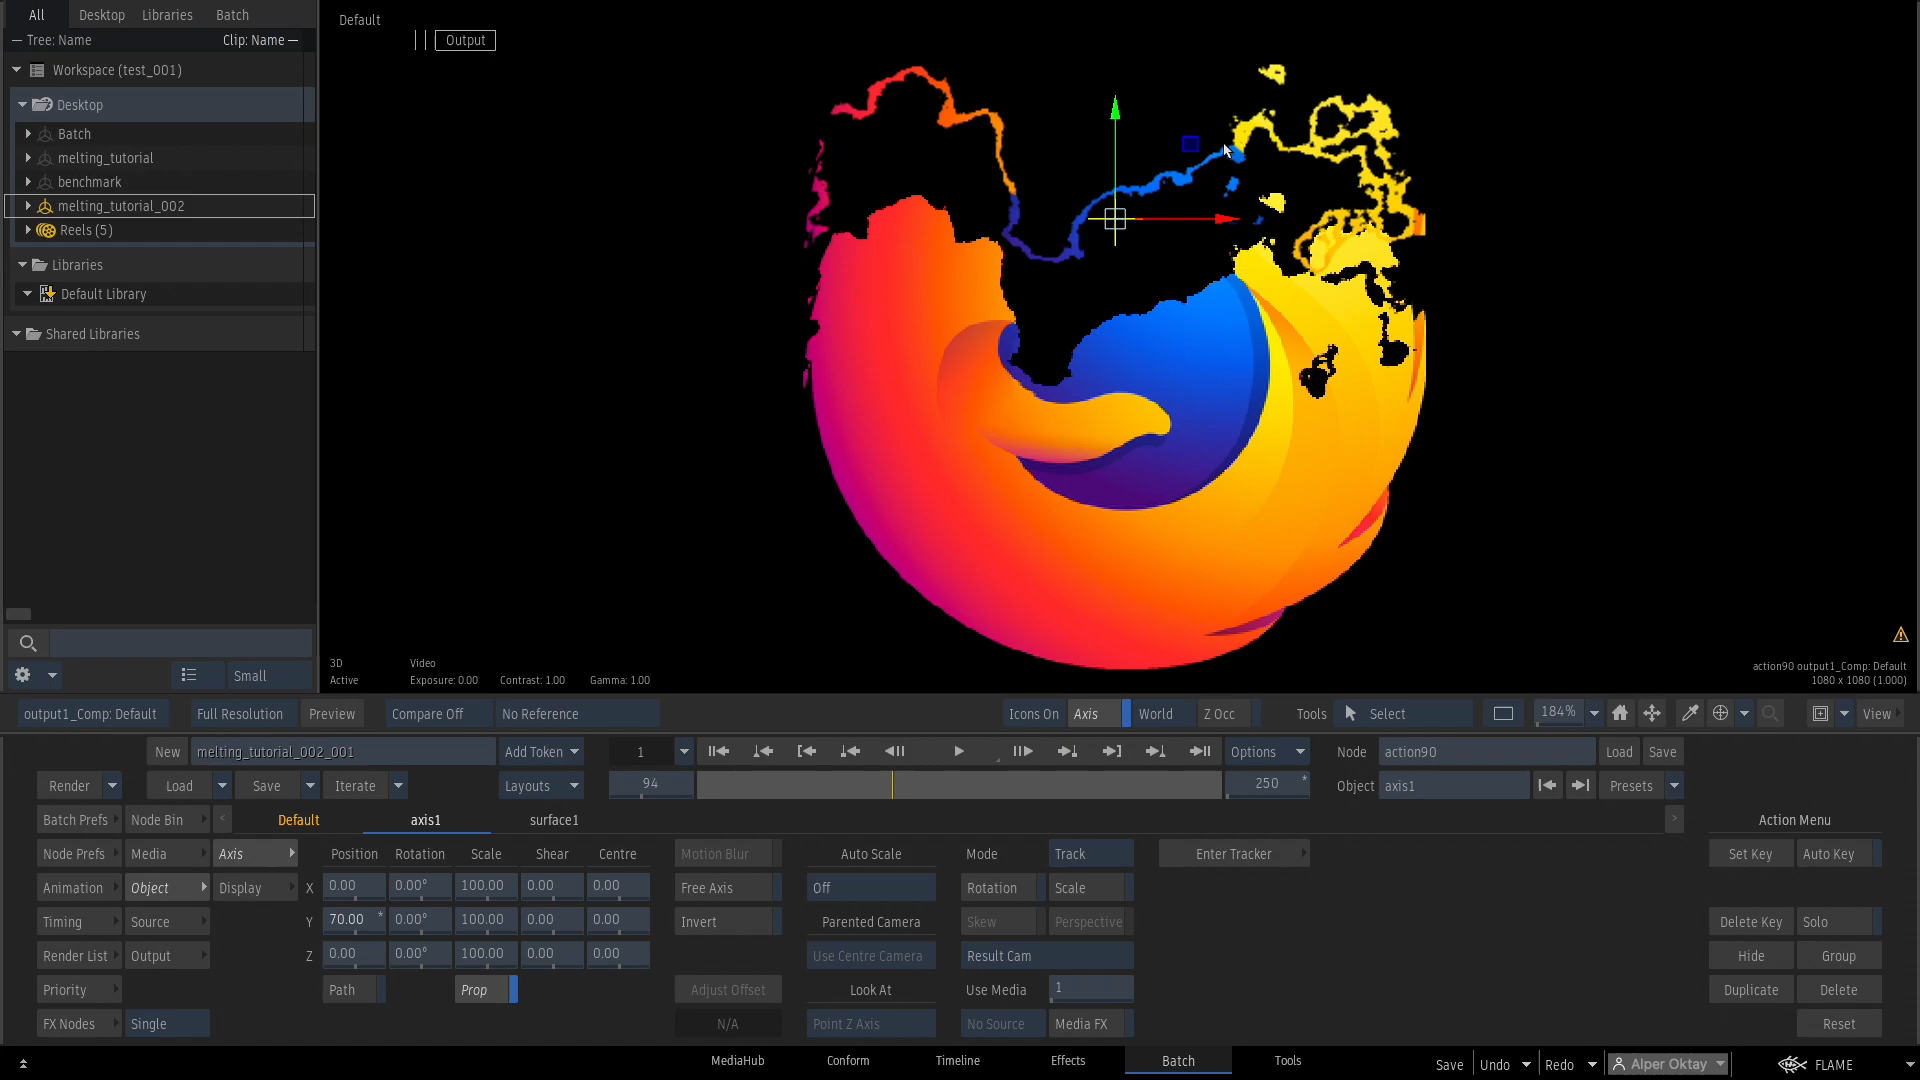 All Desktop Libraries Batch
Tree: Name Clip: Name
Workspace (test_001)
Desktop
Batch
melting_tutorial
benchmark
melting_tutorial_002
Reels (5)
Libraries
Default Library
Shared Libraries
Small
Default
Output
3D Video
Active Exposure: 0.00 Contrast: 1.00 Gamma: 1.00
action90 output1_Comp: Default
1080 x 1080 (1.000)
output1_Comp: Default Full Resolution Preview Compare Off No Reference Icons On Axis World Z Occ Tools Select 184% View
New melting_tutorial_002_001 Add Token 1 Options Node action90 Load Save
Render Load Save Iterate Layouts 94 250 * Object axis1 Presets
Batch Prefs Node Bin < Default axis1 surface1 > Action Menu
Node Prefs Media Axis Position Rotation Scale Shear Centre Motion Blur Auto Scale Mode Track Enter Tracker Set Key Auto Key
Animation Object Display X 0.00 0.00° 100.00 0.00 0.00 Free Axis Off Rotation Scale
Timing Source Y 70.00 * 0.00° 100.00 0.00 0.00 Invert Parented Camera Skew Perspective Delete Key Solo
Render List Output Z 0.00 0.00° 100.00 0.00 0.00 Use Centre Camera Result Cam Hide Group
Priority Path Prop Adjust Offset Look At Use Media 1 Duplicate Delete
FX Nodes Single N/A Point Z Axis No Source Media FX Reset
MediaHub Conform Timeline Effects Batch Tools Save Undo Redo Alper Oktay FLAME